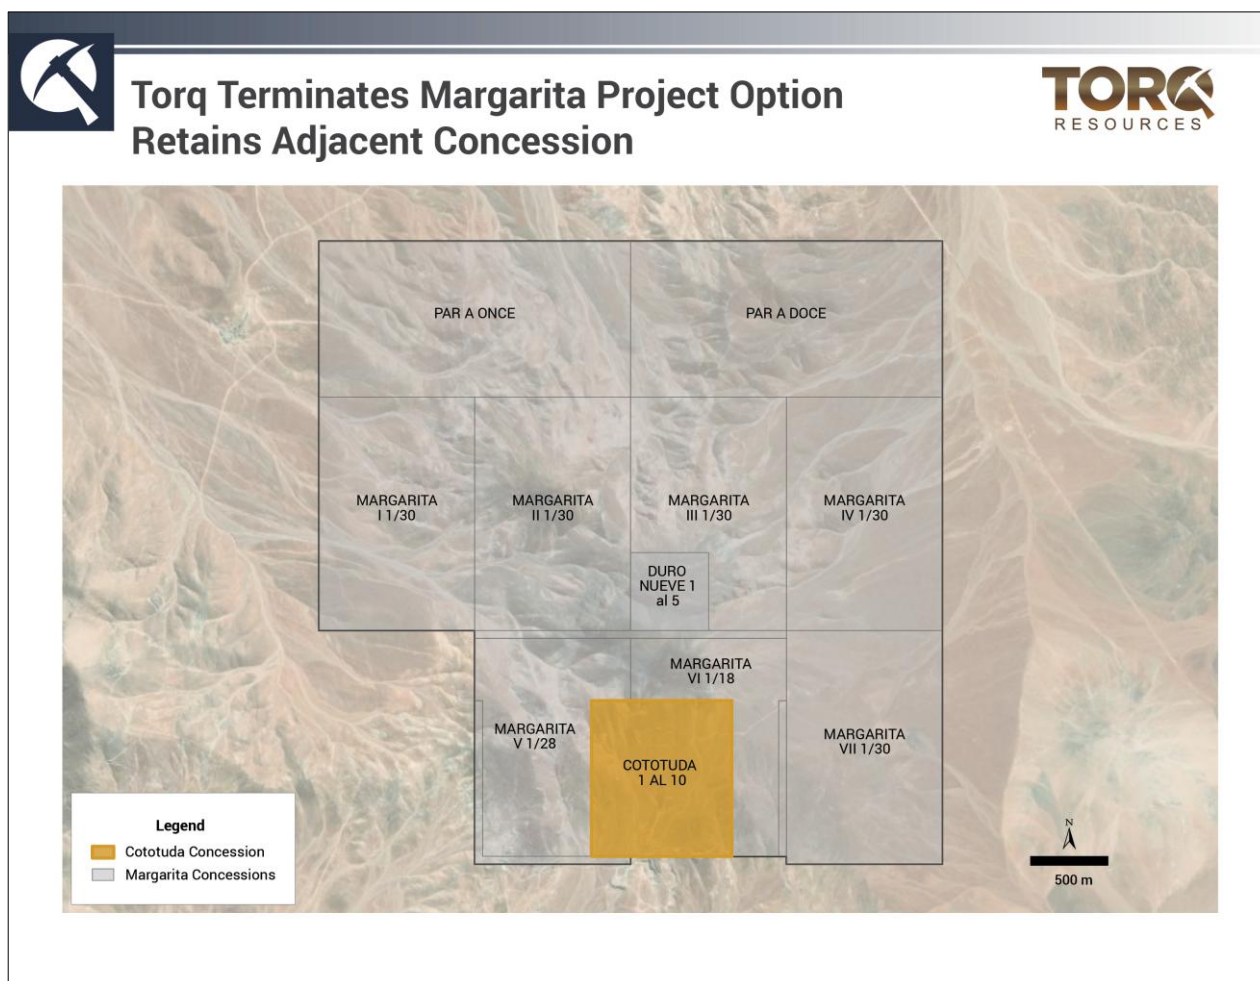 Torq Terminates Margarita Project Option
Retains Adjacent Concession
TORQ
RESOURCES
PAR A ONCE
PAR A DOCE
MARGARITA
I 1/30
MARGARITA
II 1/30
MARGARITA
III 1/30
MARGARITA
IV 1/30
DURO
NUEVE 1
al 5
MARGARITA
VI 1/18
MARGARITA
V 1/28
COTOTUDA
1 AL 10
MARGARITA
VII 1/30
Legend
Cototuda Concession
Margarita Concessions
N
500 m